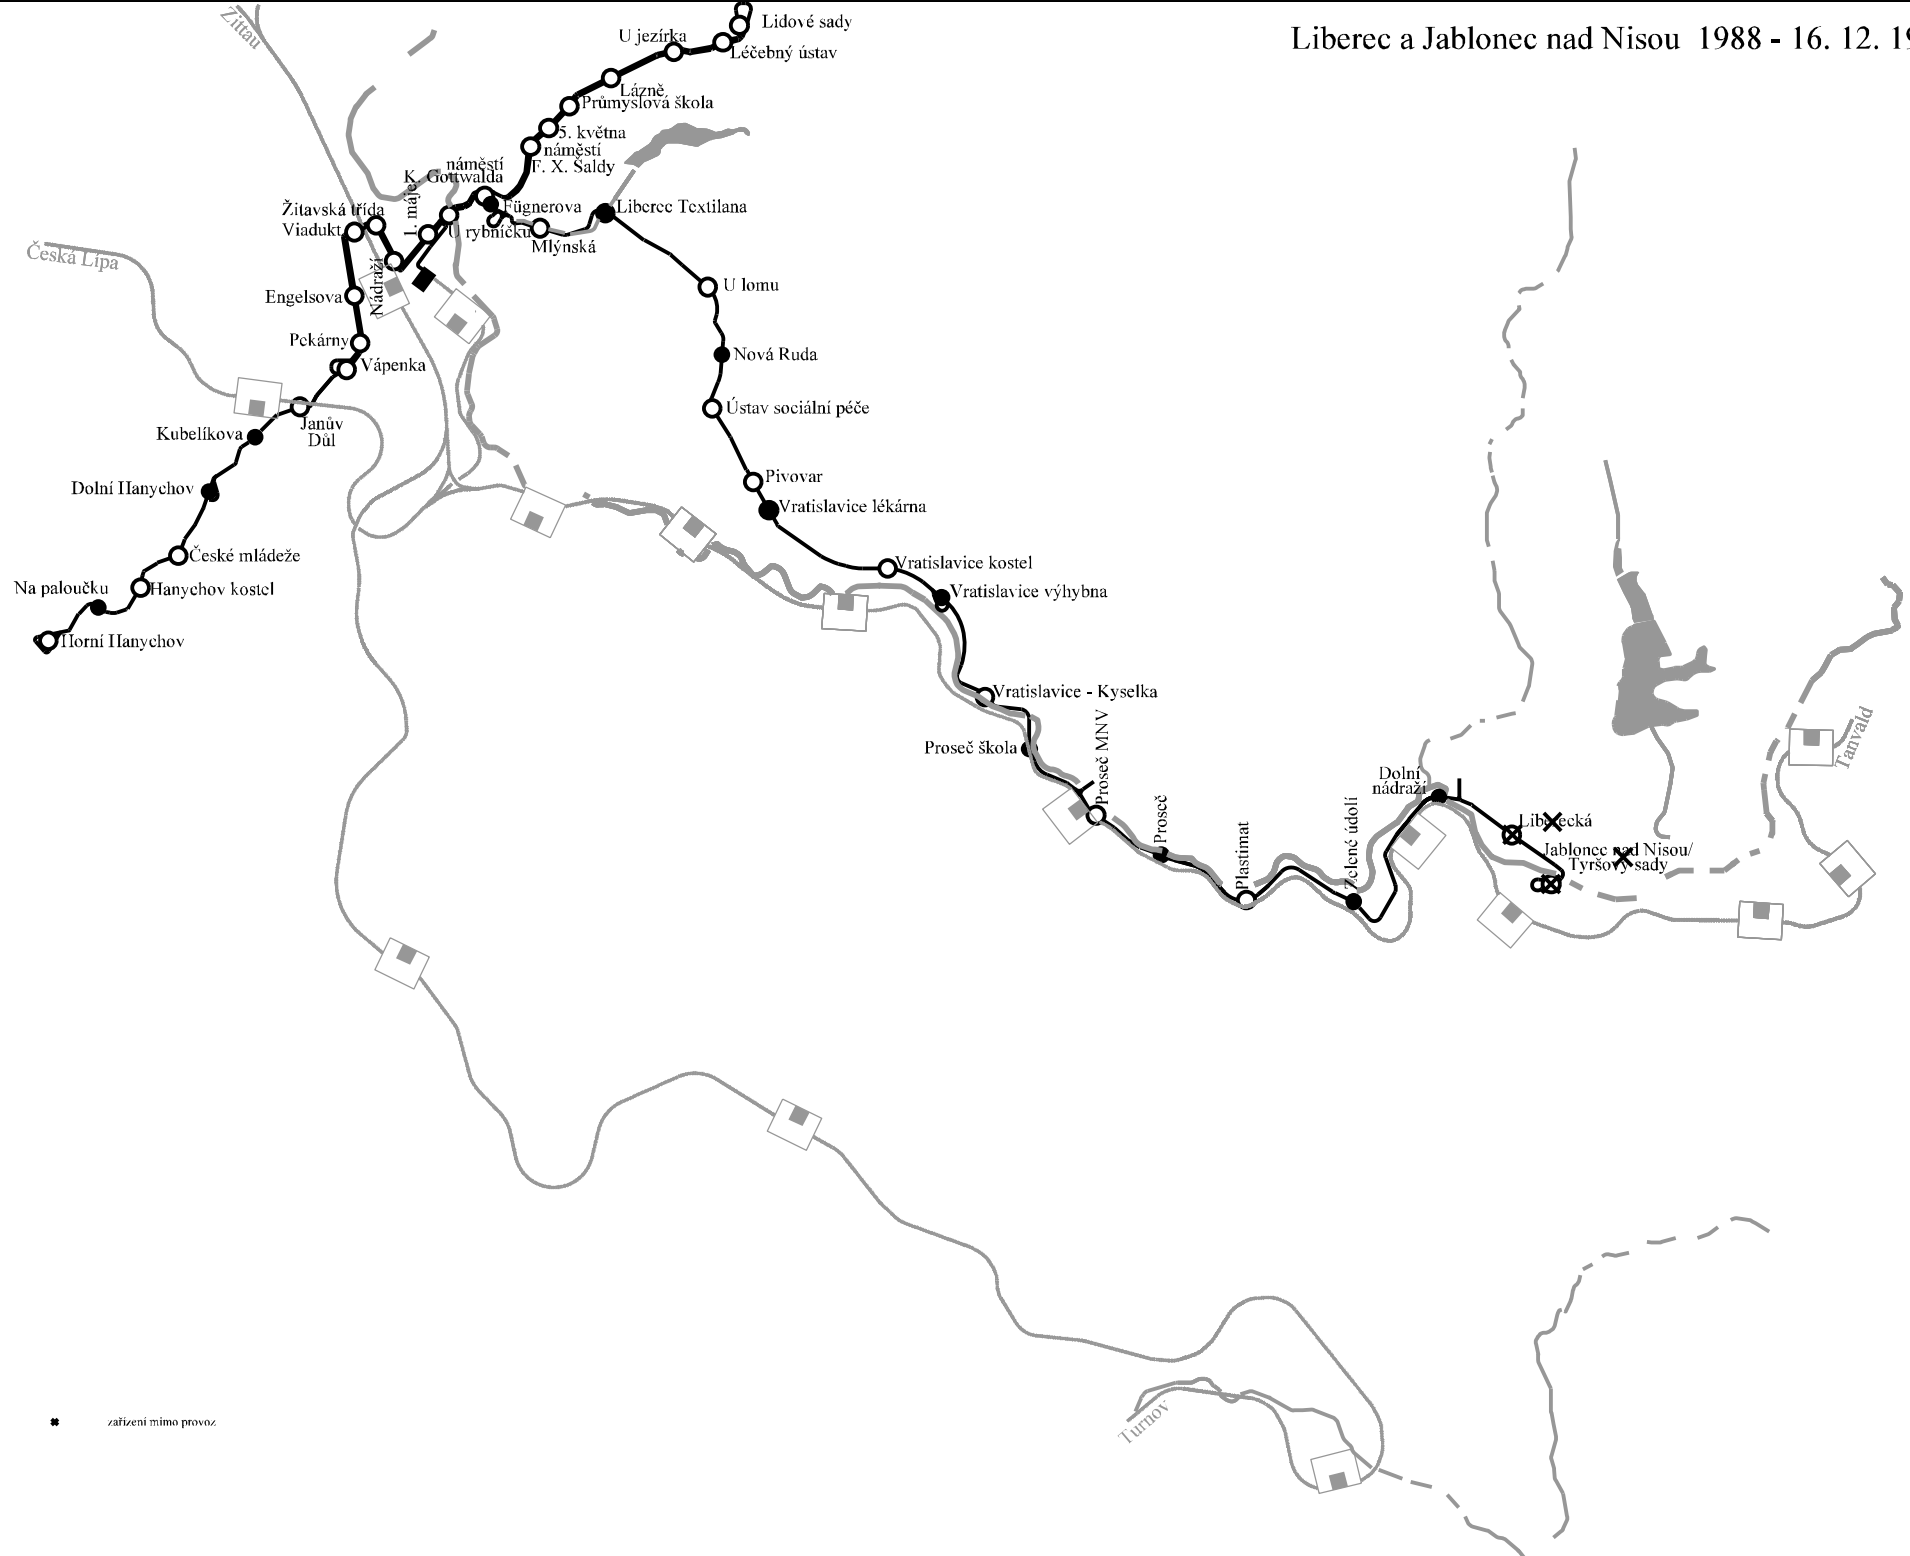 Liberec a Jablonec nad Nisou 1988 - 16. 12. 19
Zittau
Lidové sady
U jezírka
Léčebný ústav
Lázně
Průmyslová škola
5. května
náměstí
F. X. Šaldy
náměstí
K. Gottwalda
1. máje
Fügnerova
Liberec Textilana
Žitavská třída
Viadukt
U rybníčku
Mlýnská
Česká Lípa
Nádraží
Engelsova
U lomu
Pekárny
Nová Ruda
Vápenka
Ústav sociální péče
Janův
Důl
Kubelíkova
Pivovar
Dolní Hanychov
Vratislavice lékárna
České mládeže
Vratislavice kostel
Na paloučku
Hanychov kostel
Vratislavice výhybna
Horní Hanychov
Vratislavice - Kyselka
Proseč škola
Proseč MNV
Tanvald
Dolní
nádraží
Proseč
Plastimat
Zelené údolí
Liberecká
Jablonec nad Nisou/
Tyršovy sady
Turnov
zařízení mimo provoz